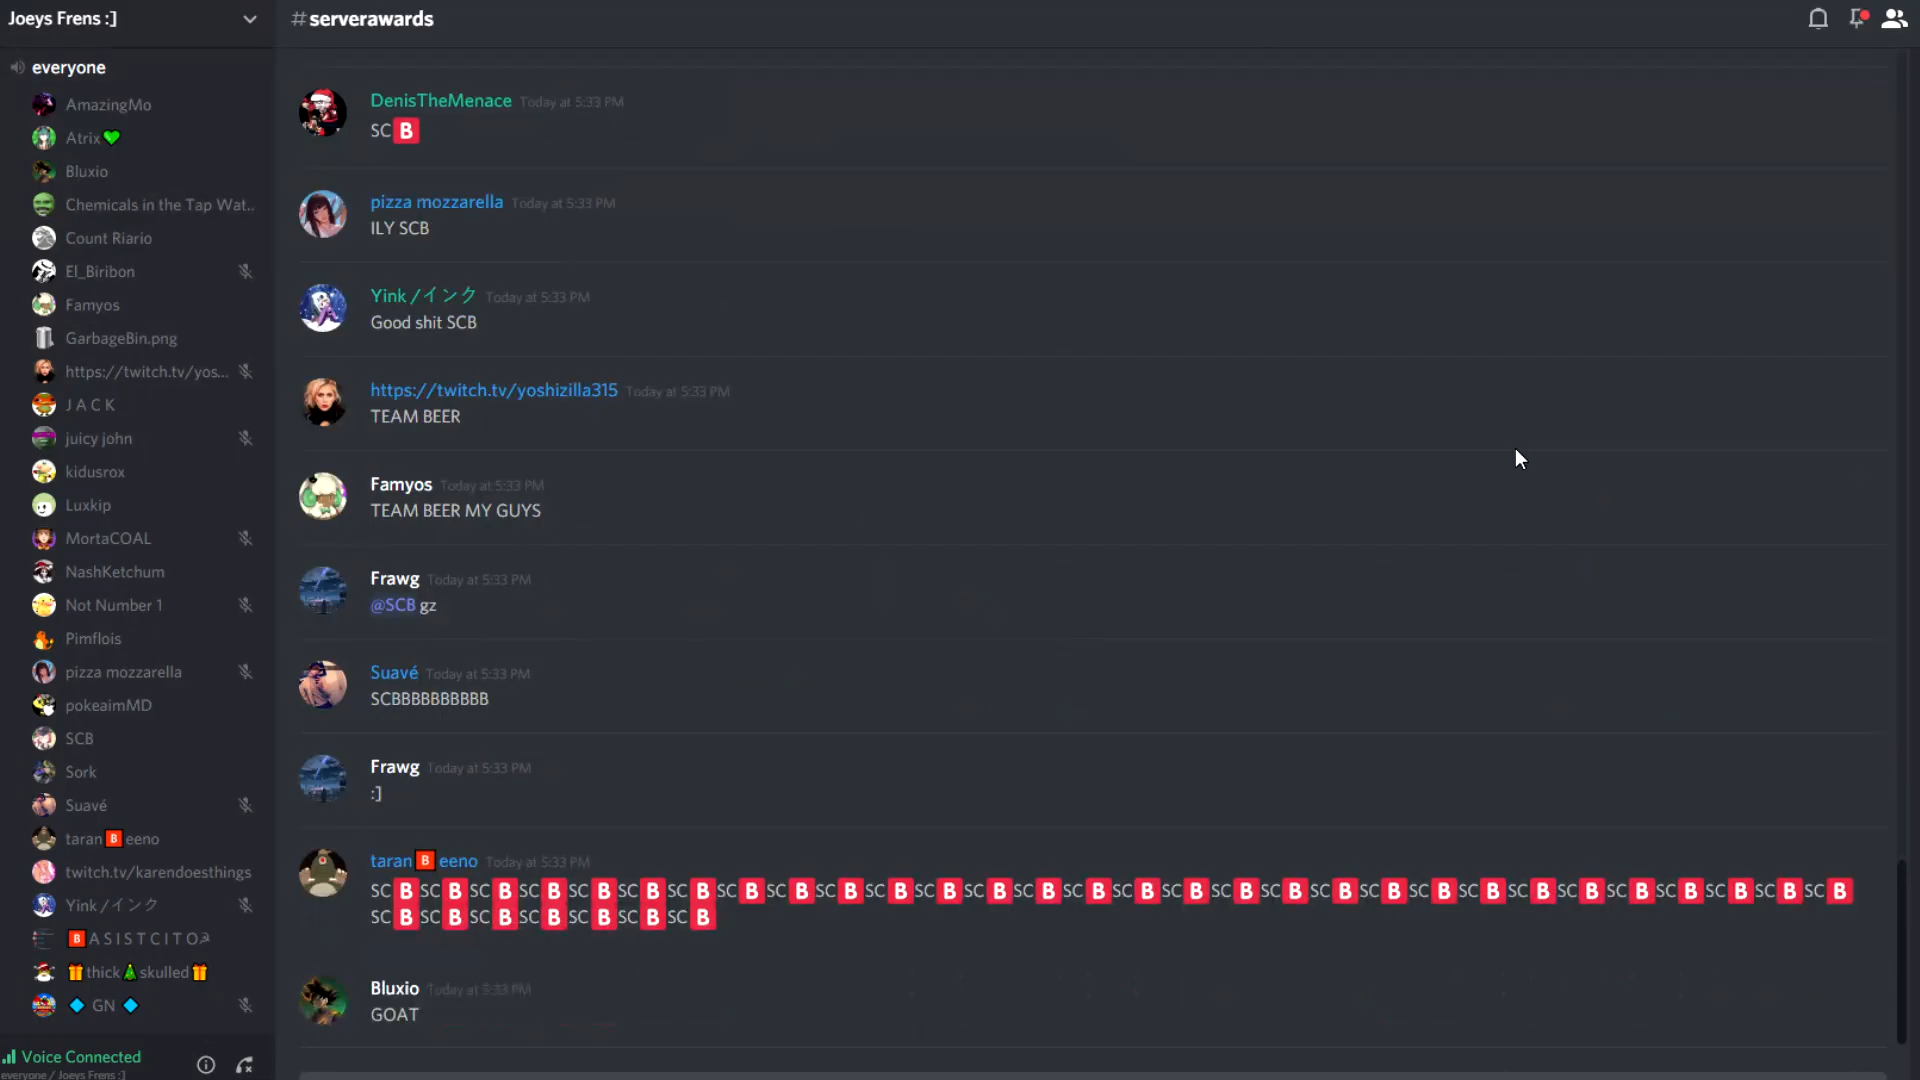 Joeys Frens :]
#serverawards
everyone
AmazingMo
Atrix💚
Bluxio
Chemicals in the Tap Wat..
Count Riario
El_Biribon
Famyos
GarbageBin.png
https://twitch.tv/yos...
J A C K
juicy john
kidusrox
Luxkip
MortaCOAL
NashKetchum
Not Number 1
Pimflois
pizza mozzarella
pokeaimMD
SCB
Sork
Suavé
taran🅱eeno
twitch.tv/karendoesthings
Yink /インク
🅱A S I S T C I T O☭
🎁thick🎄skulled🎁
🔷 GN 🔷
Voice Connected
everyone / Joeys Frens :]
DenisTheMenace Today at 5:33 PM
SC🅱
pizza mozzarella Today at 5:33 PM
ILY SCB
Yink /インク Today at 5:33 PM
Good shit SCB
https://twitch.tv/yoshizilla315 Today at 5:33 PM
TEAM BEER
Famyos Today at 5:33 PM
TEAM BEER MY GUYS
Frawg Today at 5:33 PM
@SCB gz
Suavé Today at 5:33 PM
SCBBBBBBBBBB
Frawg Today at 5:33 PM
:]
taran🅱eeno Today at 5:33 PM
SC🅱SC🅱SC🅱SC🅱SC🅱SC🅱SC🅱SC🅱SC🅱SC🅱SC🅱SC🅱SC🅱SC🅱SC🅱SC🅱SC🅱SC🅱SC🅱SC🅱SC🅱SC🅱SC🅱SC🅱SC🅱SC🅱SC🅱SC🅱SC🅱SC🅱
SC🅱SC🅱SC🅱SC🅱SC🅱SC🅱SC🅱
Bluxio Today at 5:33 PM
GOAT